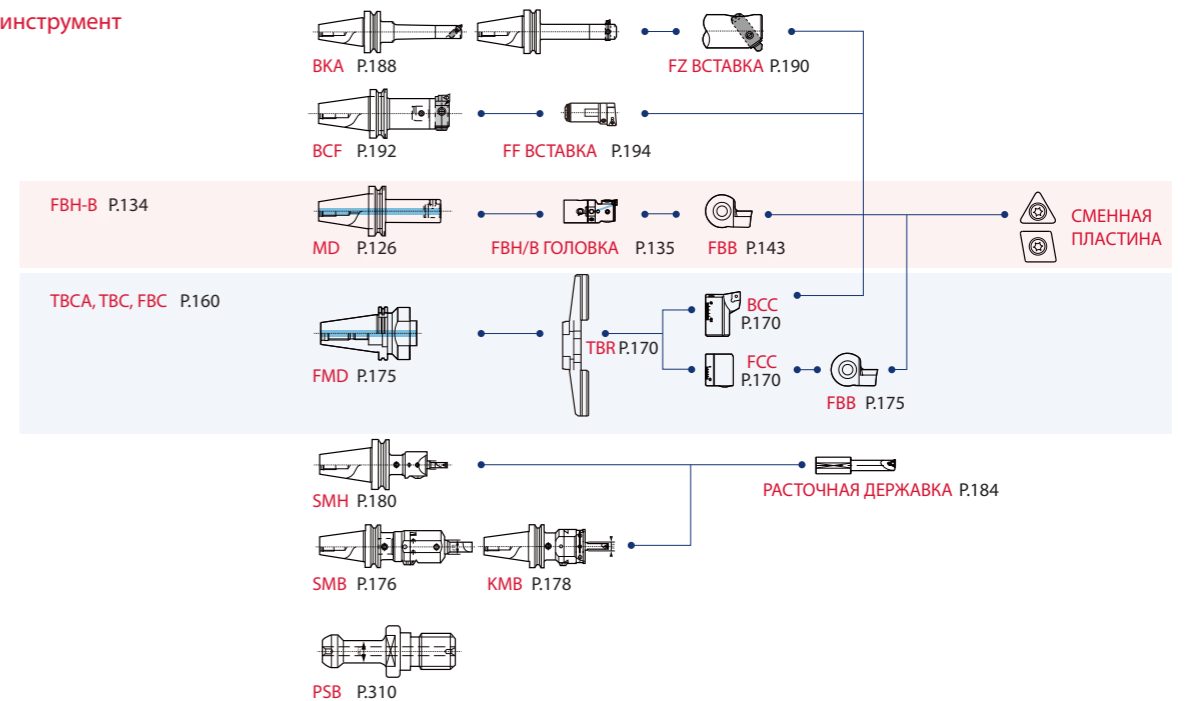 инструмент
BKA P.188
FZ ВСТАВКА P.190
BCF P.192
FF ВСТАВКА P.194
FBH-B P.134
MD P.126
FBH/B ГОЛОВКА P.135
FBB P.143
СМЕННАЯ
ПЛАСТИНА
TBCA, TBC, FBC P.160
FMD P.175
TBR P.170
BCC
P.170
FCC
P.170
FBB P.175
SMH P.180
РАСТОЧНАЯ ДЕРЖАВКА P.184
SMB P.176
KMB P.178
PSB P.310